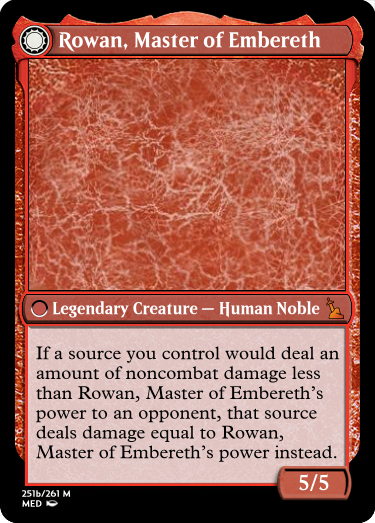 Rowan, Master of Embereth
Legendary Creature — Human Noble
If a source you control would deal an
amount of noncombat damage less
than Rowan, Master of Embereth's
power to an opponent, that source
deals damage equal to Rowan,
Master of Embereth's power instead.
5/5
251b/261 M
MED